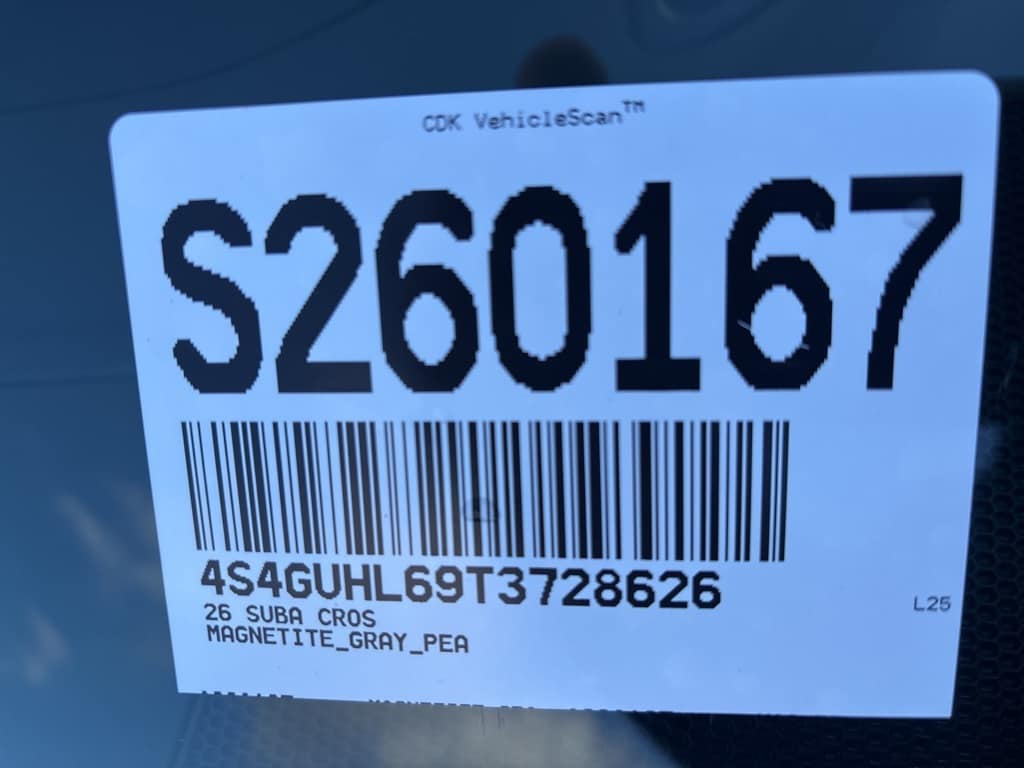 CDK VehicleScan™
S260167
4S4GUHL69T3728626
26 SUBA CROS
L25
MAGNETITE_GRAY_PEA